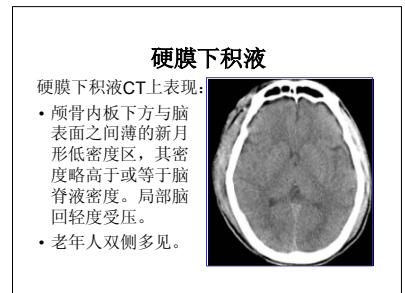 硬膜下积液
硬膜下积液CT上表现：
• 颅骨内板下方与脑
表面之间薄的新月
形低密度区，其密
度略高于或等于脑
脊液密度。局部脑
回轻度受压。
• 老年人双侧多见。